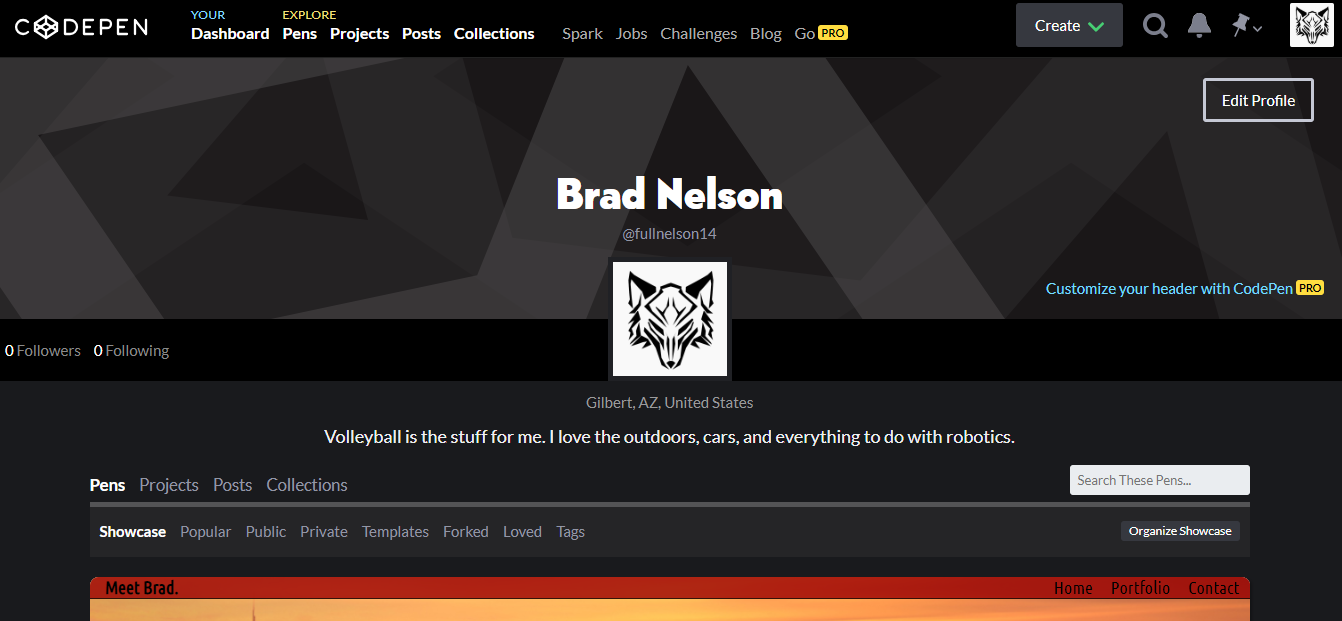 CODEPEN
YOUR
Dashboard
EXPLORE
Pens Projects Posts Collections
Spark Jobs Challenges Blog Go PRO
Create
Edit Profile
Brad Nelson
@fullnelson14
Customize your header with CodePen PRO
0 Followers 0 Following
Gilbert, AZ, United States
Volleyball is the stuff for me. I love the outdoors, cars, and everything to do with robotics.
Pens Projects Posts Collections
Search These Pens...
Showcase Popular Public Private Templates Forked Loved Tags
Organize Showcase
Meet Brad.
Home Portfolio Contact